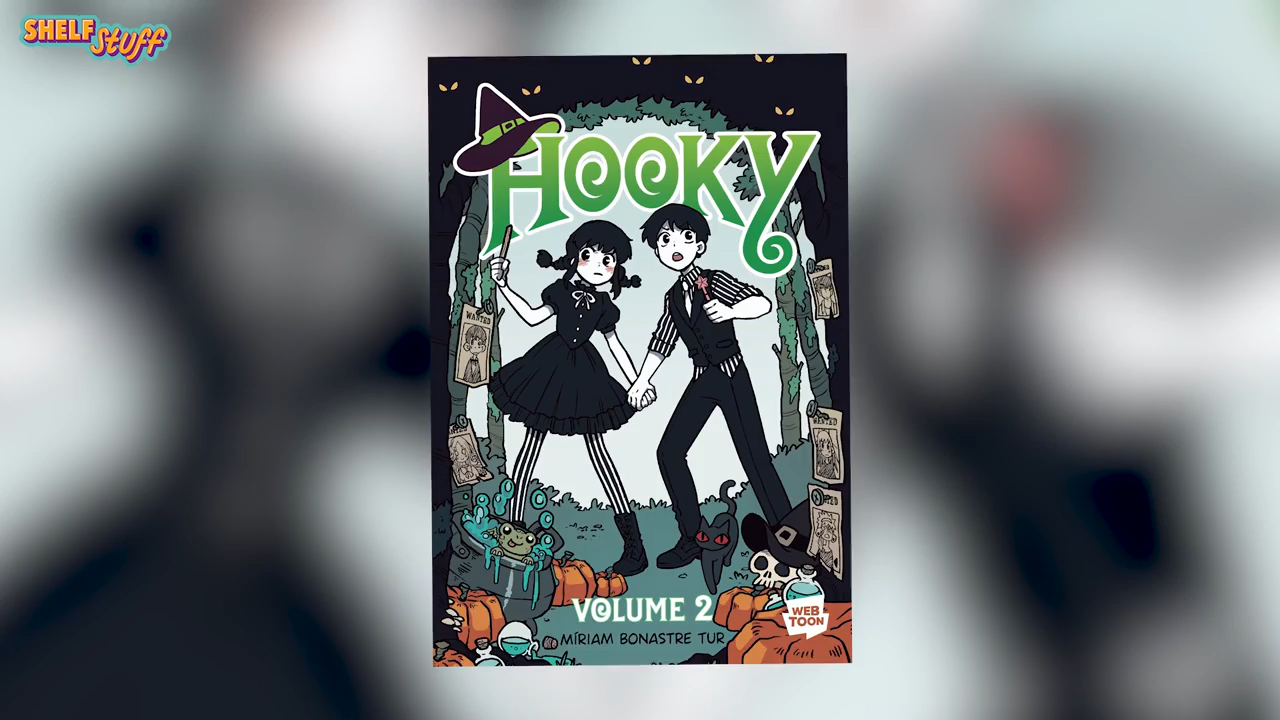 SHELF
STUFF
HOOKY
WANTED
WANTED
VOLUME 2
MÍRIAM BONASTRE TUR
WEB
TOON